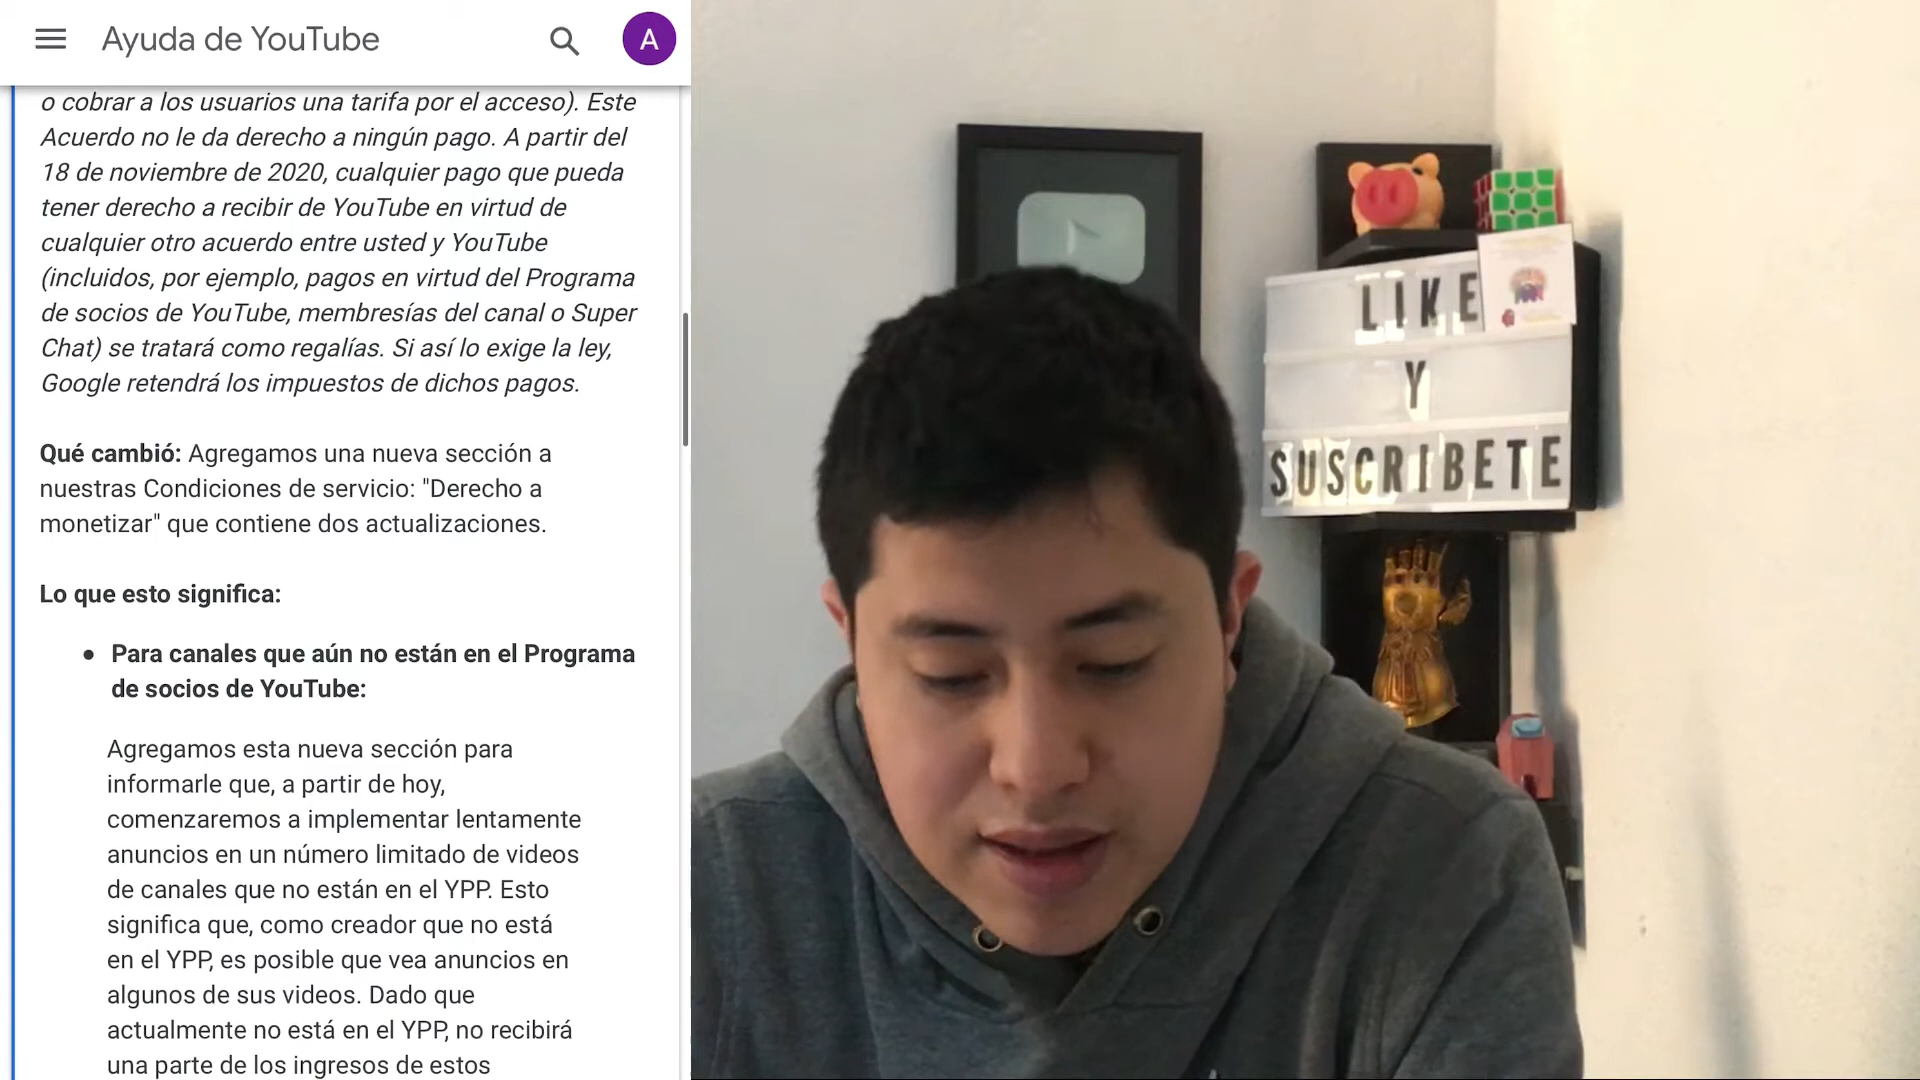 Ayuda de YouTube
A
o cobrar a los usuarios una tarifa por el acceso). Este
Acuerdo no le da derecho a ningún pago. A partir del
18 de noviembre de 2020, cualquier pago que pueda
tener derecho a recibir de YouTube en virtud de
cualquier otro acuerdo entre usted y YouTube
(incluidos, por ejemplo, pagos en virtud del Programa
de socios de YouTube, membresías del canal o Super
Chat) se tratará como regalías. Si así lo exige la ley,
Google retendrá los impuestos de dichos pagos.
Qué cambió: Agregamos una nueva sección a
nuestras Condiciones de servicio: "Derecho a
monetizar" que contiene dos actualizaciones.
Lo que esto significa:
• Para canales que aún no están en el Programa
de socios de YouTube:
Agregamos esta nueva sección para
informarle que, a partir de hoy,
comenzaremos a implementar lentamente
anuncios en un número limitado de videos
de canales que no están en el YPP. Esto
significa que, como creador que no está
en el YPP, es posible que vea anuncios en
algunos de sus videos. Dado que
actualmente no está en el YPP, no recibirá
una parte de los ingresos de estos
LIKE
Y
SUSCRIBETE